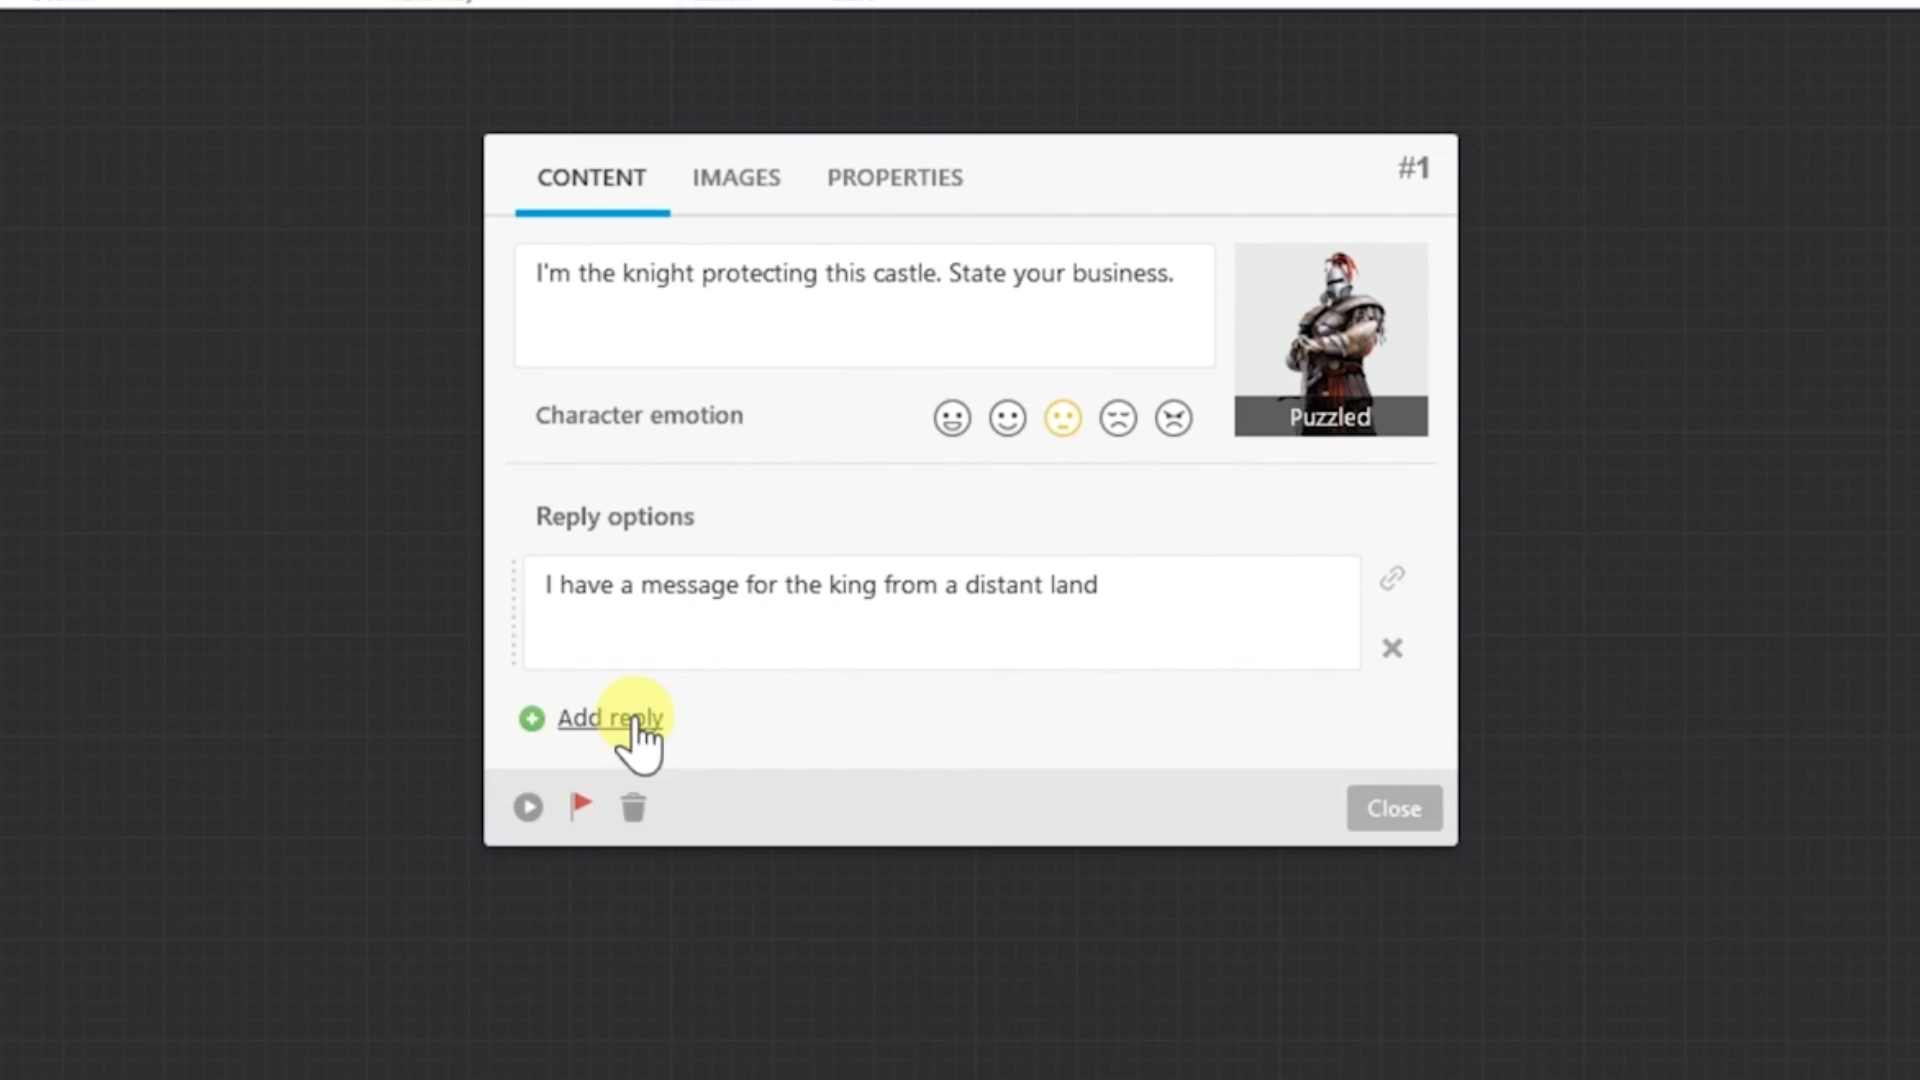 CONTENT IMAGES PROPERTIES #1
I'm the knight protecting this castle. State your business.
Character emotion
Puzzled
Reply options
I have a message for the king from a distant land
Add reply
Close